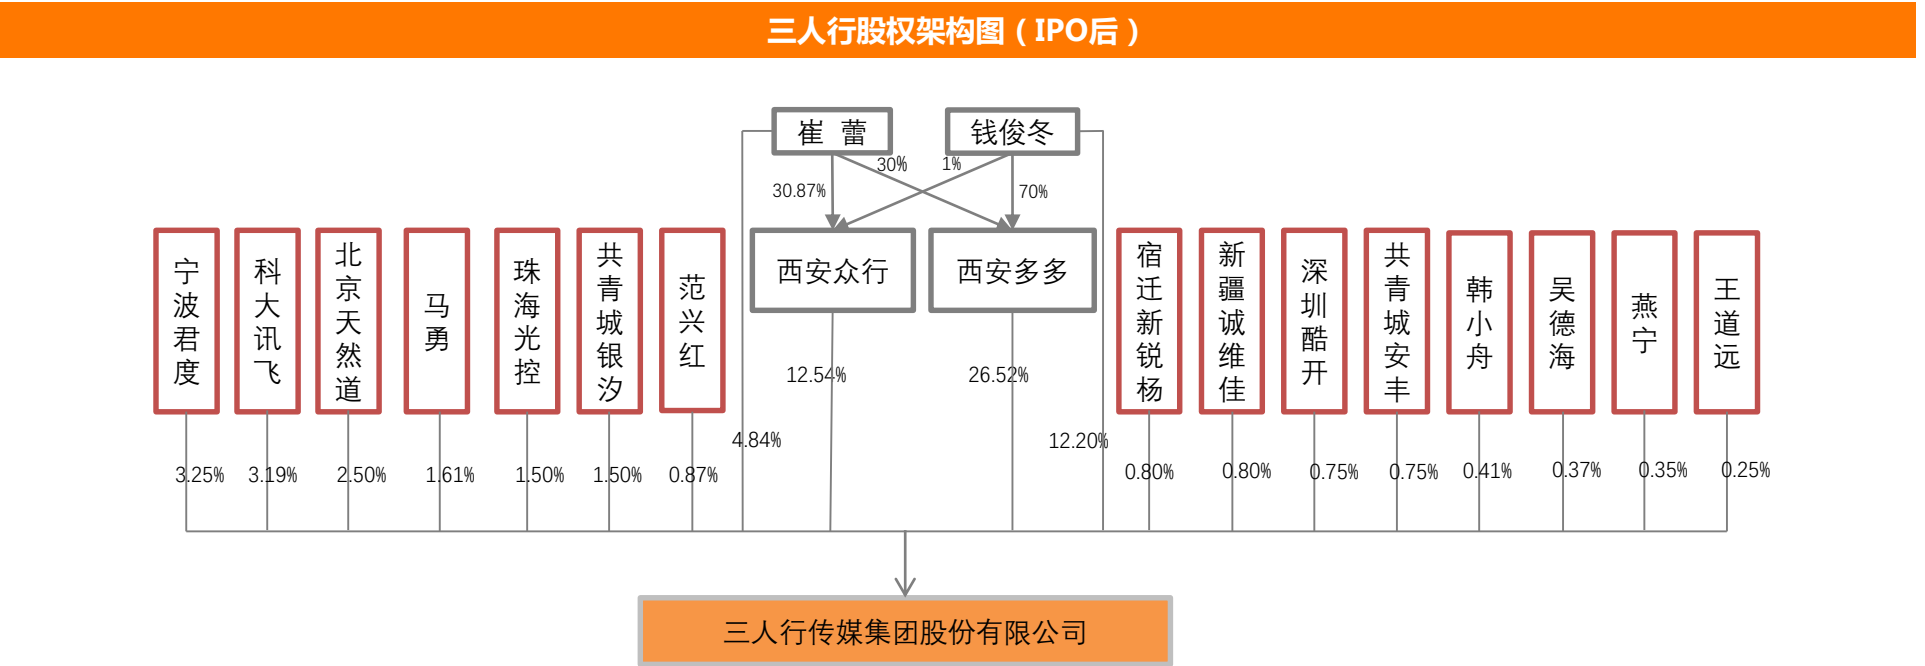 三人行股权架构图（IPO后）
崔 蕾
钱俊冬
30%
1%
30.87%
70%
宁波君度
科大讯飞
北京天然道
马勇
珠海光控
共青城银汐
范兴红
西安众行
西安多多
宿迁新锐杨
新疆诚维佳
深圳酷开
共青城安丰
韩小舟
吴德海
燕宁
王道远
12.54%
26.52%
4.84%
12.20%
3.25%
3.19%
2.50%
1.61%
1.50%
1.50%
0.87%
0.80%
0.80%
0.75%
0.75%
0.41%
0.37%
0.35%
0.25%
三人行传媒集团股份有限公司